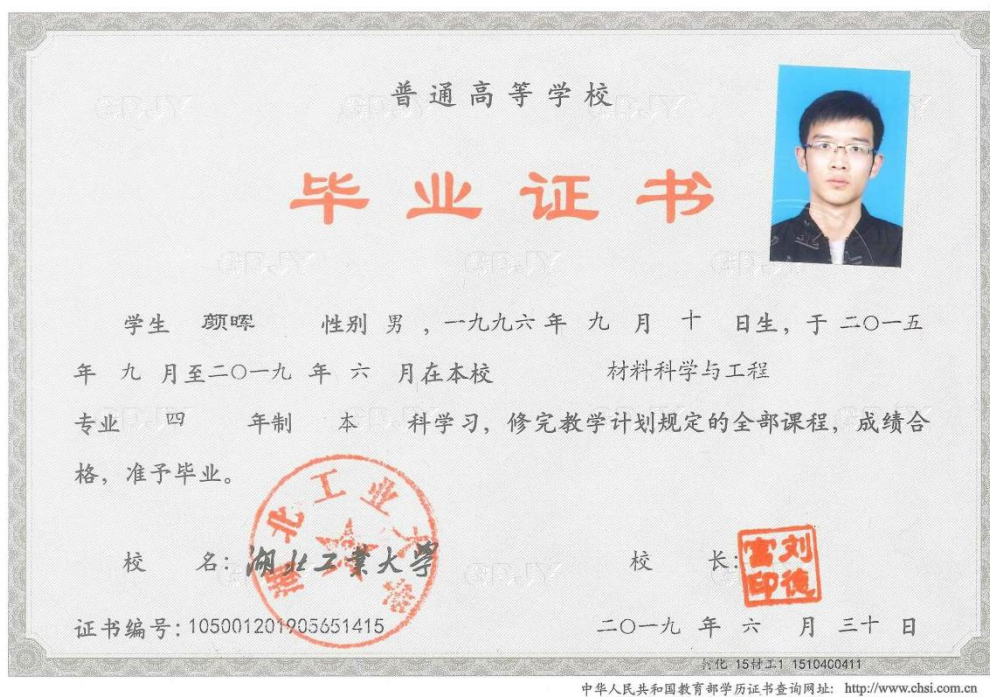 普通高等学校
毕业证书
学生 颜晖 性别 男 ，一九九六年 九 月 十 日生，于二〇一五
年 九 月至二〇一九 年 六 月在本校 材料科学与工程
专业 四 年制 本 科学习，修完教学计划规定的全部课程，成绩合
格，准予毕业。
湖北工业大学
校 名：湖北工業大學
校 长：
刘德富印
证书编号：105001201905651415
二〇一九 年 六 月 三十 日
15材工1 1510400411
中华人民共和国教育部学历证书查询网址： http://www.chsi.com.cn